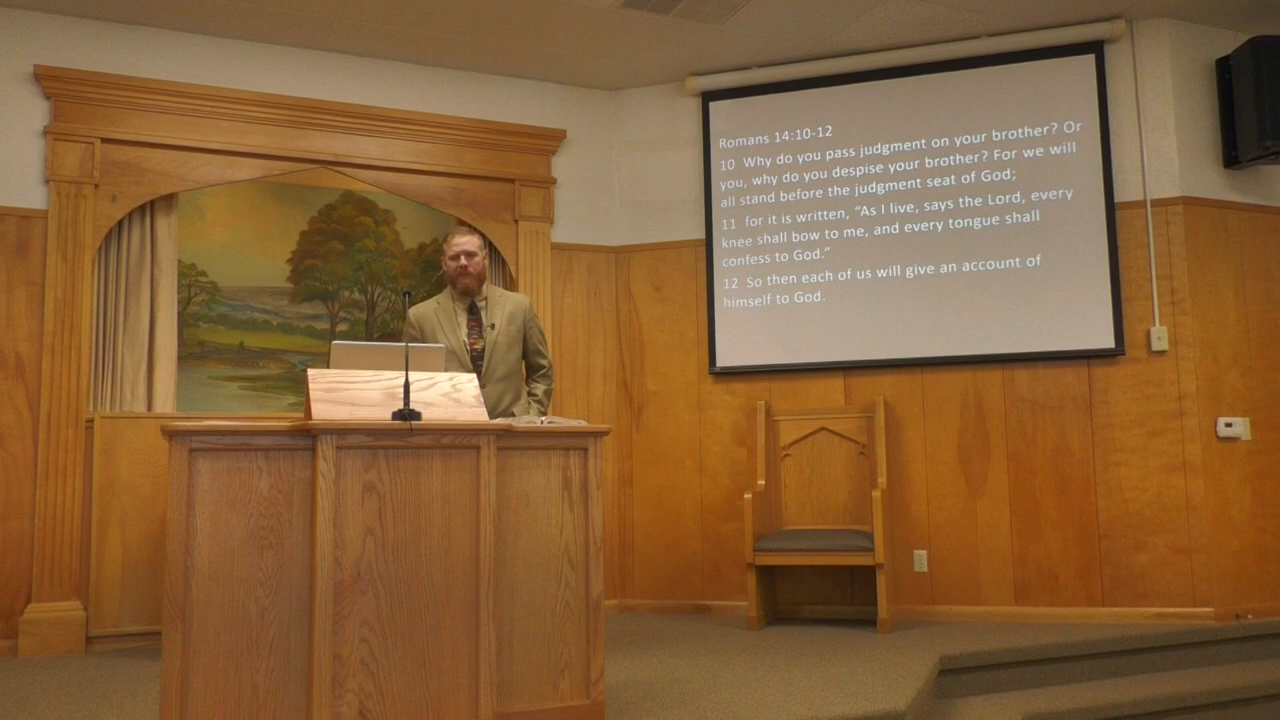 Romans 14:10-12
10 Why do you pass judgment on your brother? Or
you, why do you despise your brother? For we will
all stand before the judgment seat of God;
11 for it is written, “As I live, says the Lord, every
knee shall bow to me, and every tongue shall
confess to God.”
12 So then each of us will give an account of
himself to God.